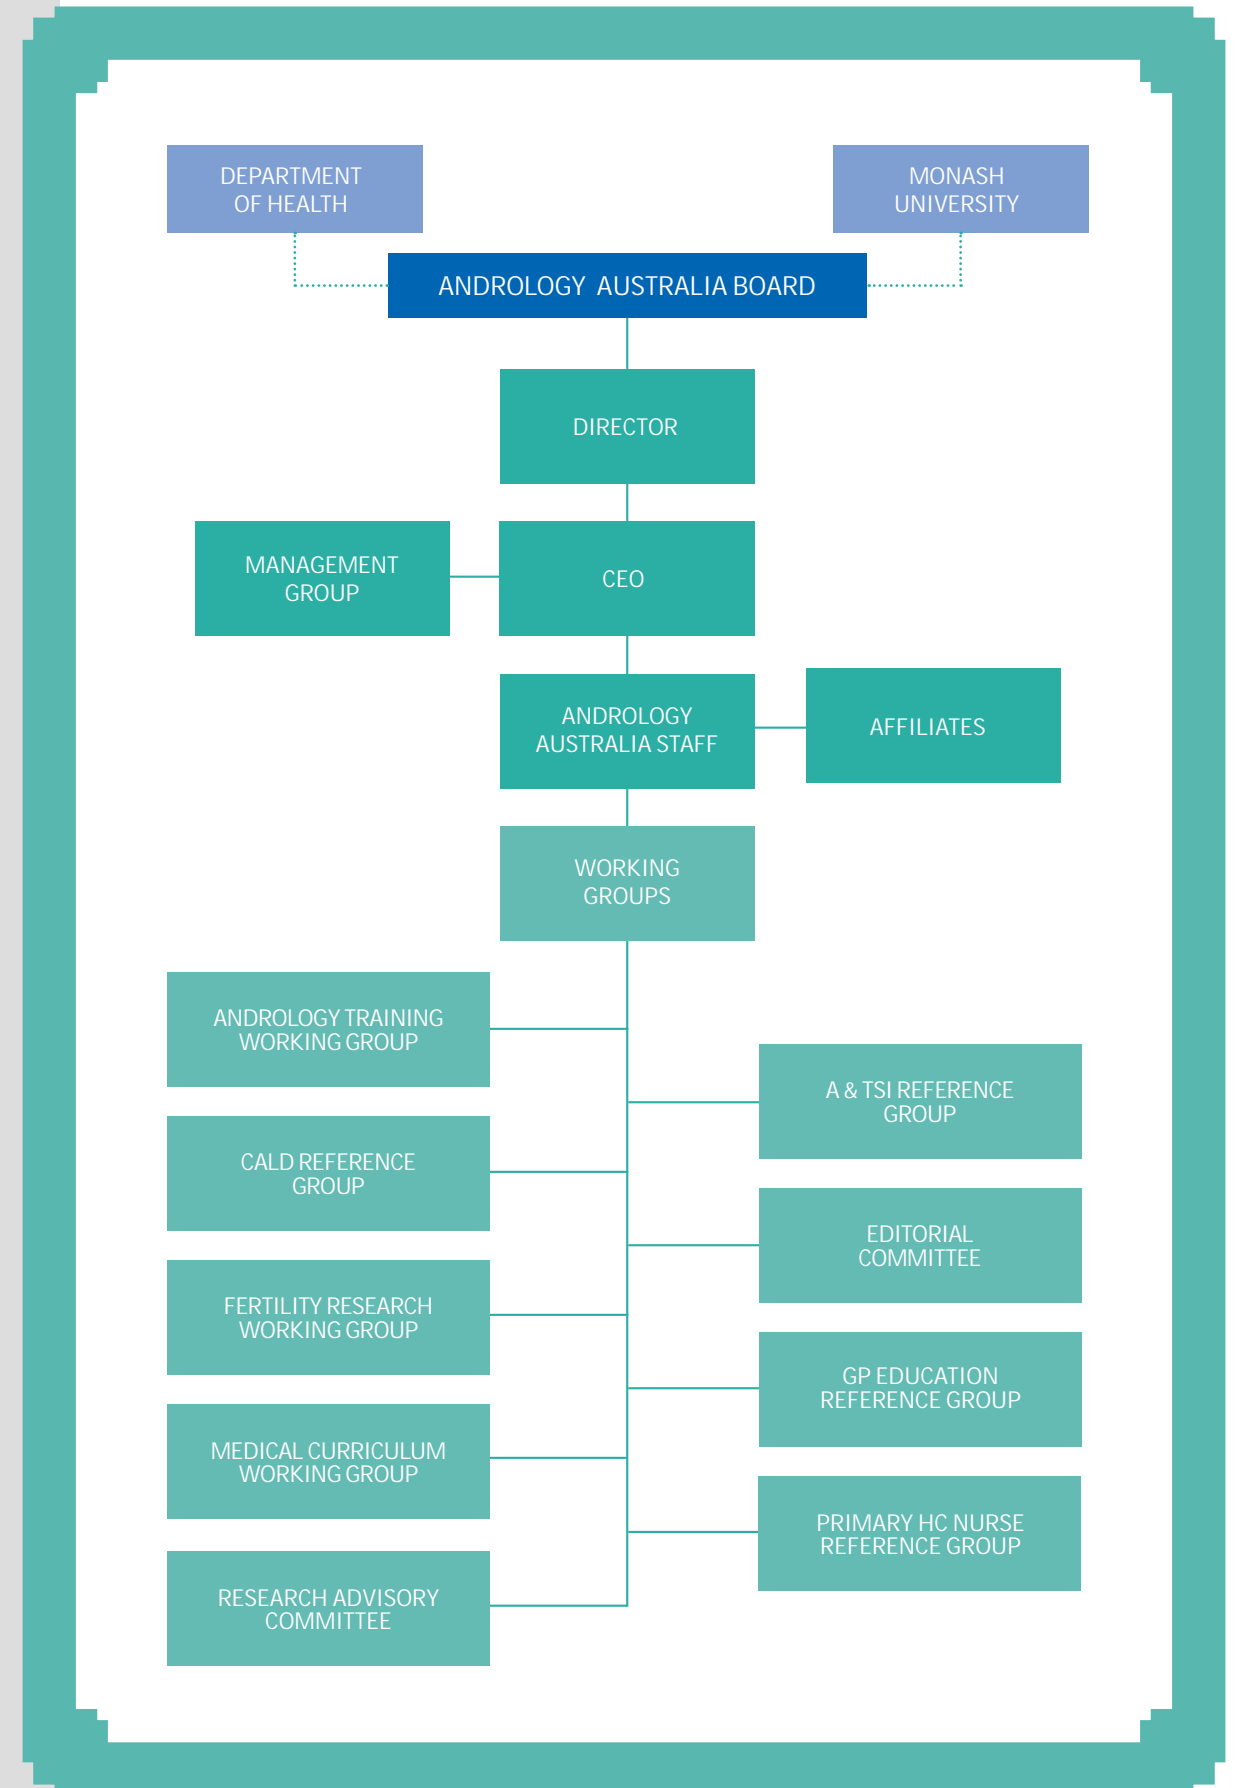 DEPARTMENT
OF HEALTH
MONASH
UNIVERSITY
ANDROLOGY AUSTRALIA BOARD
DIRECTOR
MANAGEMENT
GROUP
CEO
ANDROLOGY
AUSTRALIA STAFF
AFFILIATES
WORKING
GROUPS
ANDROLOGY TRAINING
WORKING GROUP
A & TSI REFERENCE
GROUP
CALD REFERENCE
GROUP
EDITORIAL
COMMITTEE
FERTILITY RESEARCH
WORKING GROUP
GP EDUCATION
REFERENCE GROUP
MEDICAL CURRICULUM
WORKING GROUP
PRIMARY HC NURSE
REFERENCE GROUP
RESEARCH ADVISORY
COMMITTEE